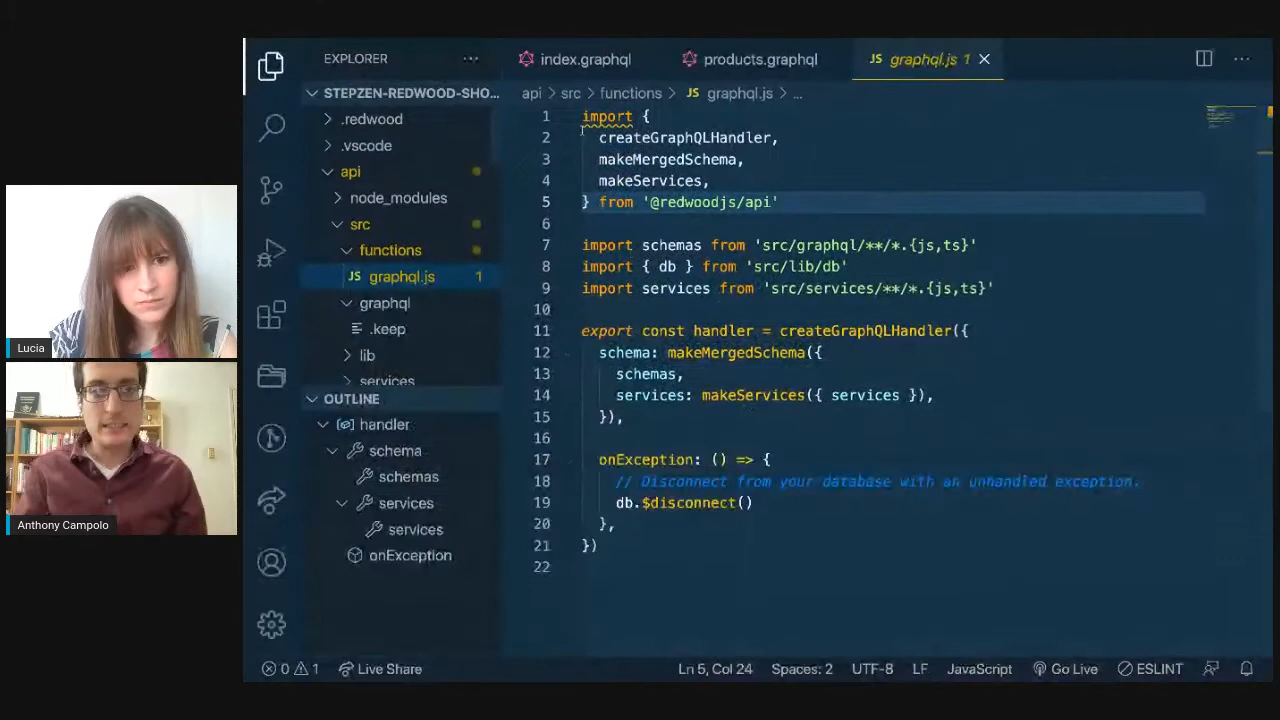 Lucia
Anthony Campolo
EXPLORER
STEPZEN-REDWOOD-SHO...
.redwood
.vscode
api
node_modules
src
functions
JS graphql.js 1
graphql
.keep
lib
services
OUTLINE
handler
schema
schemas
services
services
onException
index.graphql products.graphql JS graphql.js 1
api > src > functions > JS graphql.js > ...
1 import {
2 createGraphQLHandler,
3 makeMergedSchema,
4 makeServices,
5 } from '@redwoodjs/api'
6
7 import schemas from 'src/graphql/**/*.{js,ts}'
8 import { db } from 'src/lib/db'
9 import services from 'src/services/**/*.{js,ts}'
10
11 export const handler = createGraphQLHandler({
12 schema: makeMergedSchema({
13 schemas,
14 services: makeServices({ services }),
15 }),
16
17 onException: () => {
18 // Disconnect from your database with an unhandled exception.
19 db.$disconnect()
20 },
21 })
22
0 1 Live Share Ln 5, Col 24 Spaces: 2 UTF-8 LF JavaScript Go Live ESLINT